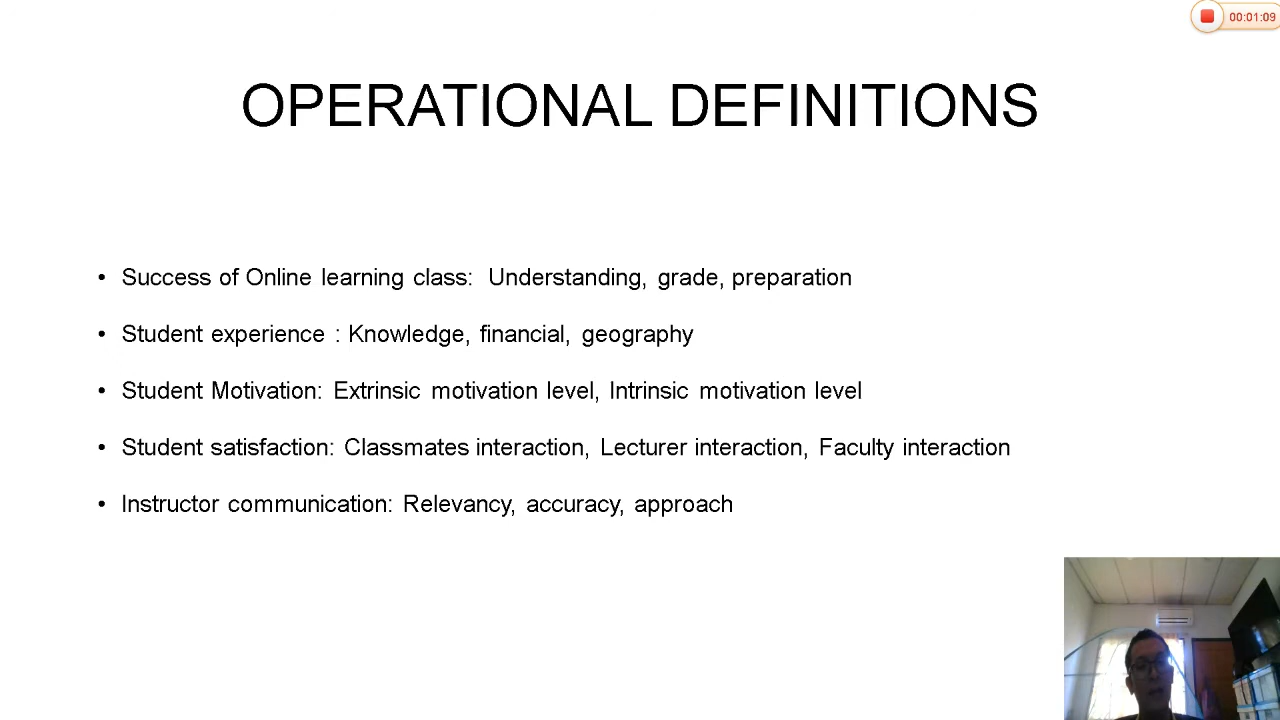 00:01:09
OPERATIONAL DEFINITIONS
• Success of Online learning class: Understanding, grade, preparation
• Student experience : Knowledge, financial, geography
• Student Motivation: Extrinsic motivation level, Intrinsic motivation level
• Student satisfaction: Classmates interaction, Lecturer interaction, Faculty interaction
• Instructor communication: Relevancy, accuracy, approach